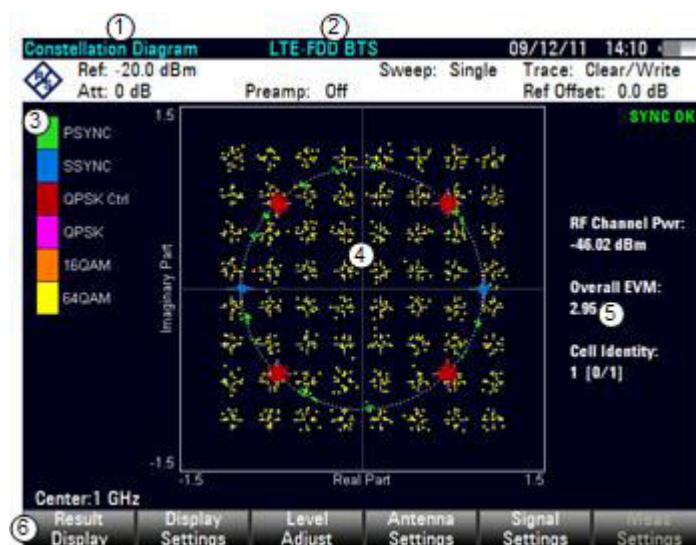 1 2
Constellation Diagram LTE-FDD BTS 09/12/11 14:10
Ref: -20.0 dBm Sweep: Single Trace: Clear/Write
Att: 0 dB Preamp: Off Ref Offset: 0.0 dB
3 1.5 SYNC OK
PSYNC
SSYNC
QPSK Ctrl
QPSK
16QAM
64QAM
Imaginary Part
4
RF Channel Pwr:
-46.02 dBm
Overall EVM:
2.95 5
Cell Identity:
1 [0/1]
-1.5
-1.5 Real Part 1.5
Center:1 GHz
6 Result Display Level Antenna Signal Meas
Display Settings Adjust Settings Settings Settings